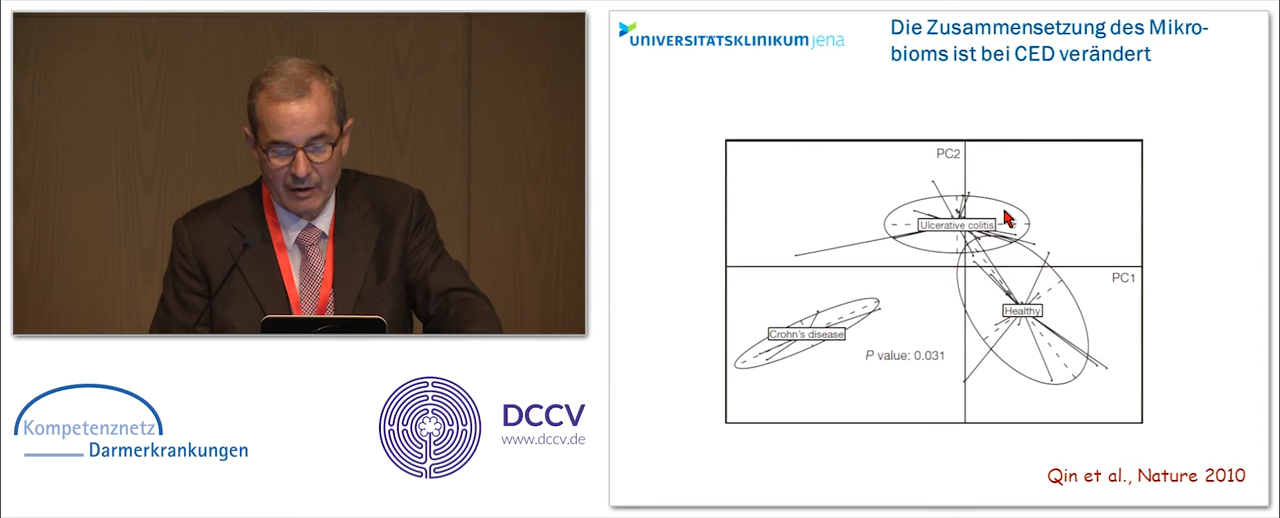 UNIVERSITÄTSKLINIKUM jena
Die Zusammensetzung des Mikro-
bioms ist bei CED verändert
PC2
Ulcerative colitis
PC1
Healthy
Crohn's disease
P value: 0.031
Qin et al., Nature 2010
Kompetenznetz
Darmerkrankungen
DCCV
www.dccv.de